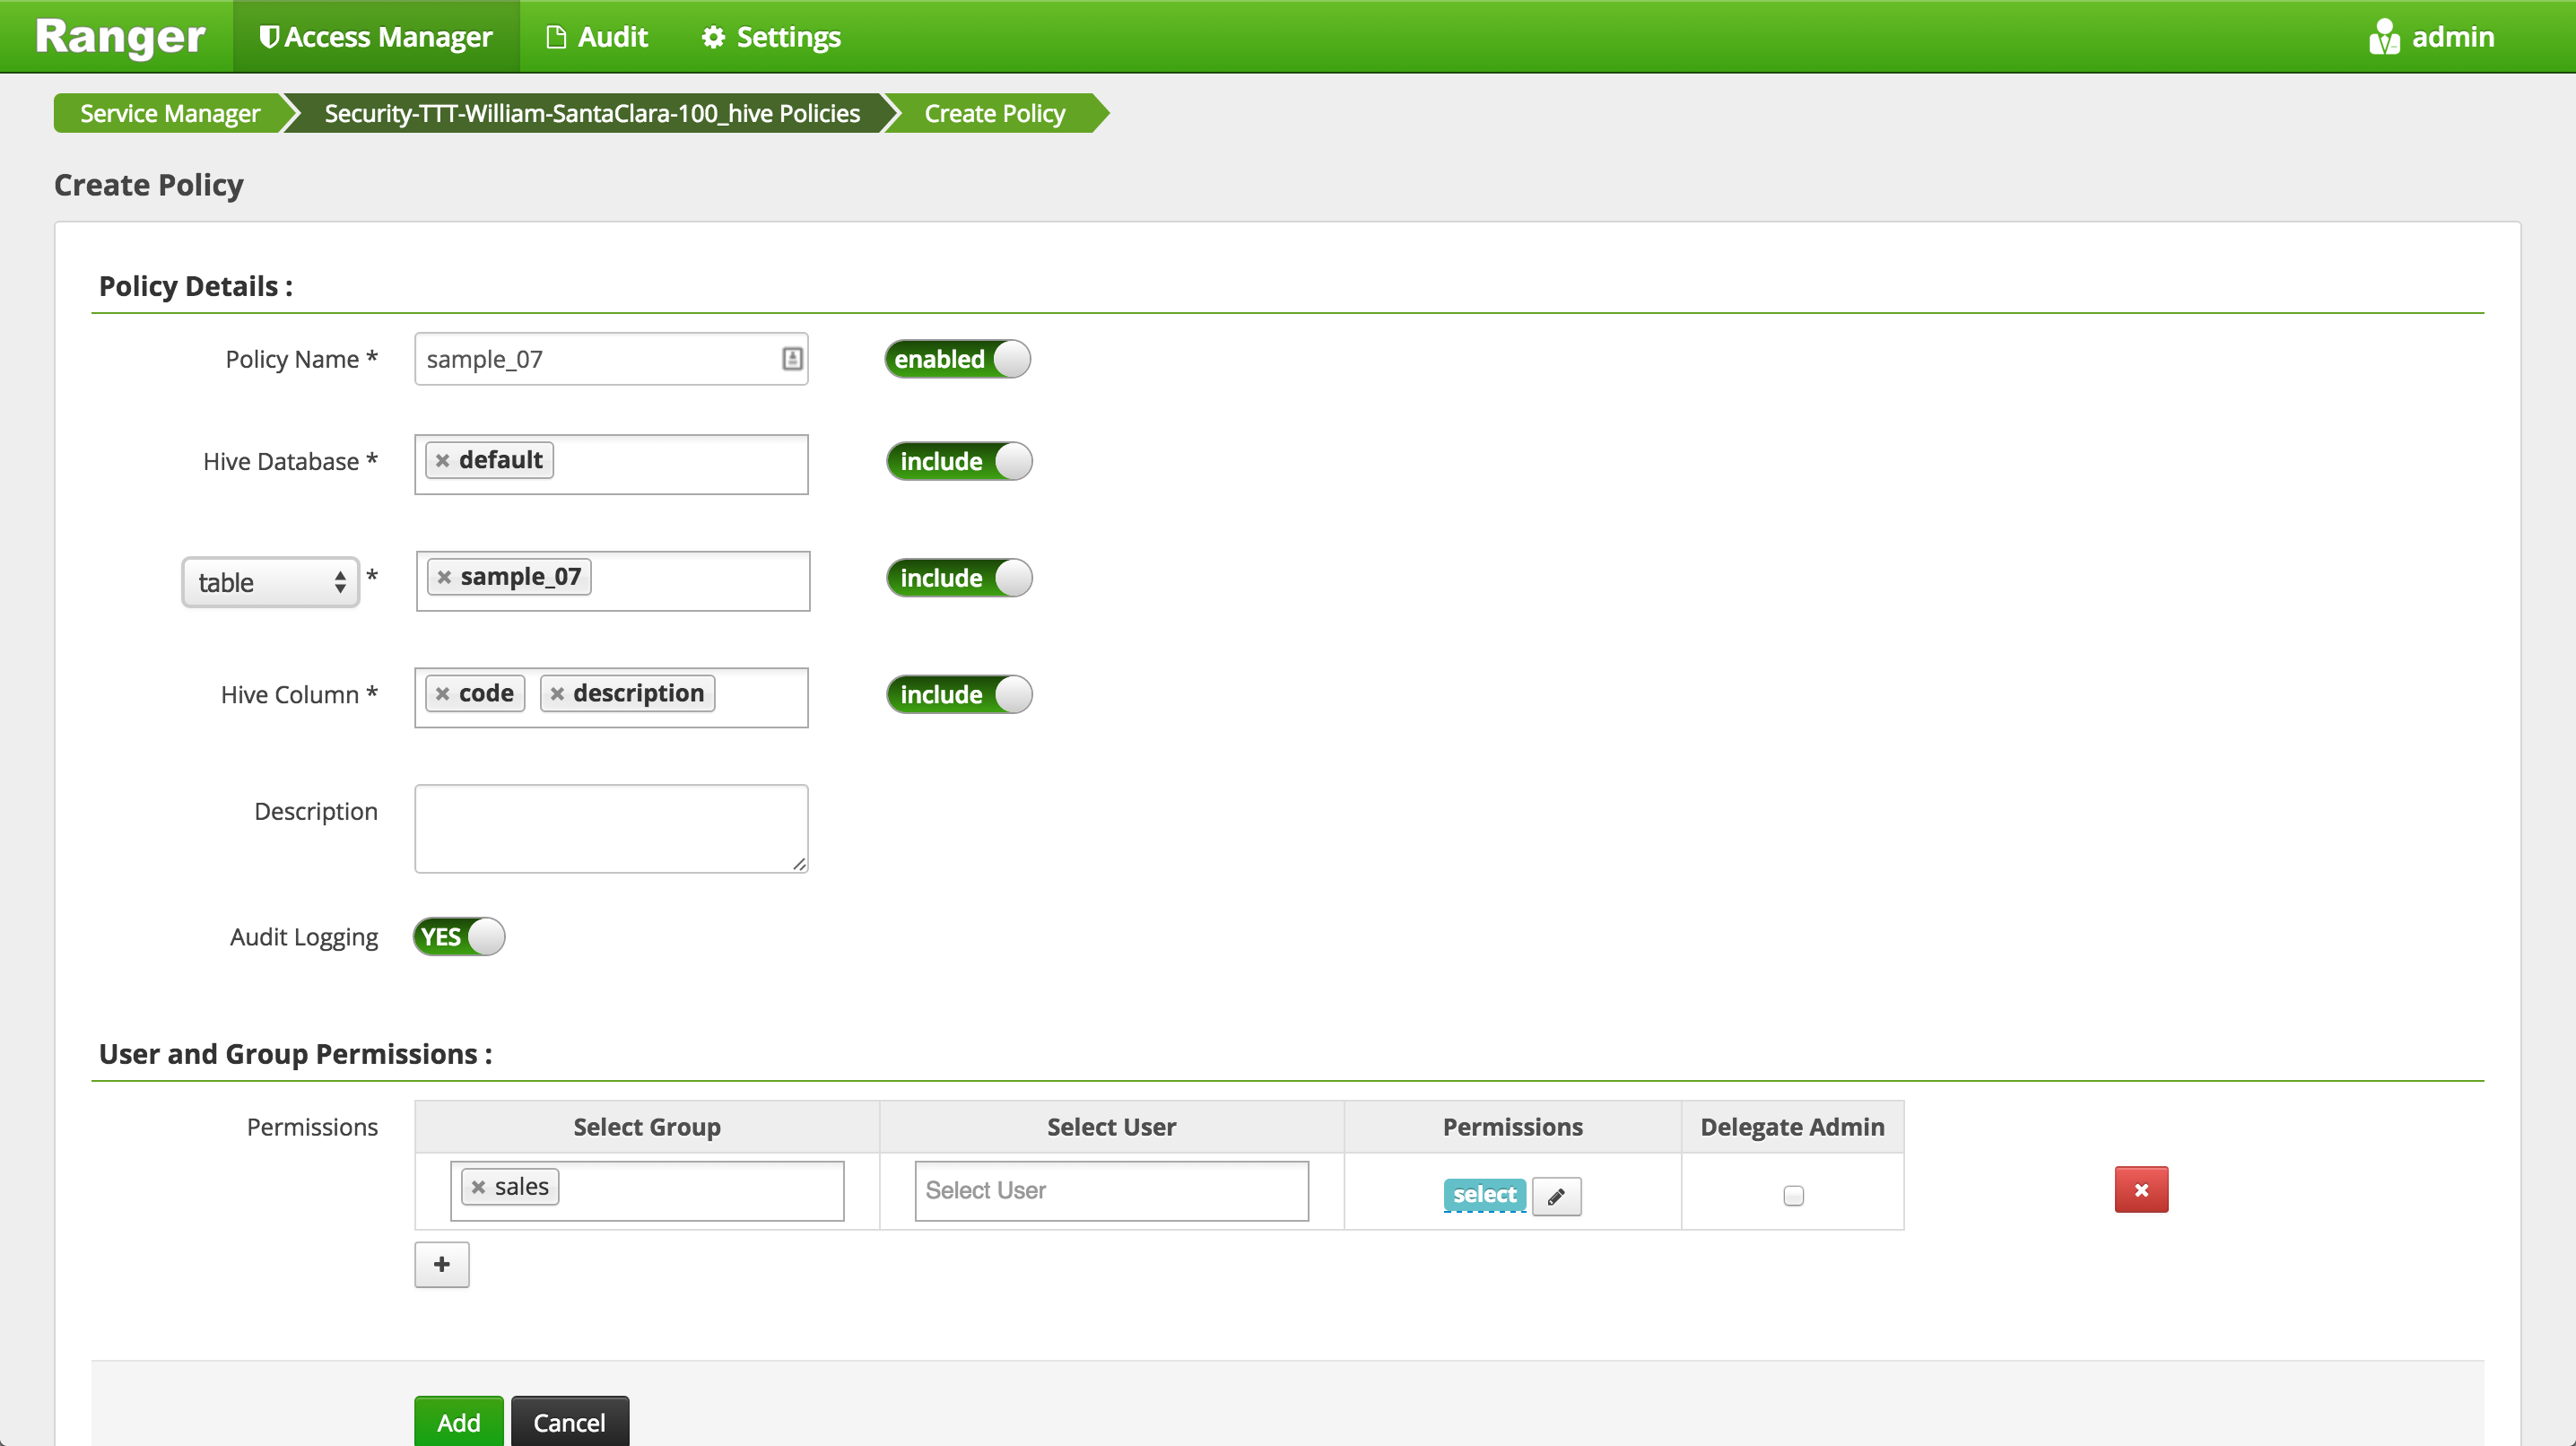 Ranger Access Manager Audit Settings admin
Service Manager Security-TTT-William-SantaClara-100_hive Policies Create Policy
Create Policy
Policy Details :
Policy Name * sample_07 enabled
Hive Database * × default include
table * × sample_07 include
Hive Column * × code × description include
Description
Audit Logging YES
User and Group Permissions :
Permissions Select Group Select User Permissions Delegate Admin
× sales Select User select ×
+
Add Cancel